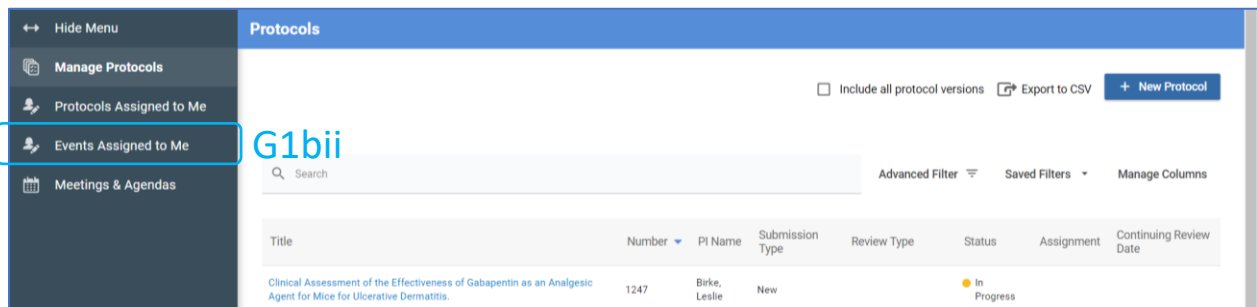 Hide Menu
Manage Protocols
Protocols Assigned to Me
Events Assigned to Me
Meetings & Agendas
G1bii
Protocols
Include all protocol versions
Export to CSV
+ New Protocol
Search
Advanced Filter
Saved Filters
Manage Columns
Title
Number
PI Name
Submission
Type
Review Type
Status
Assignment
Continuing Review
Date
Clinical Assessment of the Effectiveness of Gabapentin as an Analgesic
Agent for Mice for Ulcerative Dermatitis.
1247
Birke,
Leslie
New
In
Progress